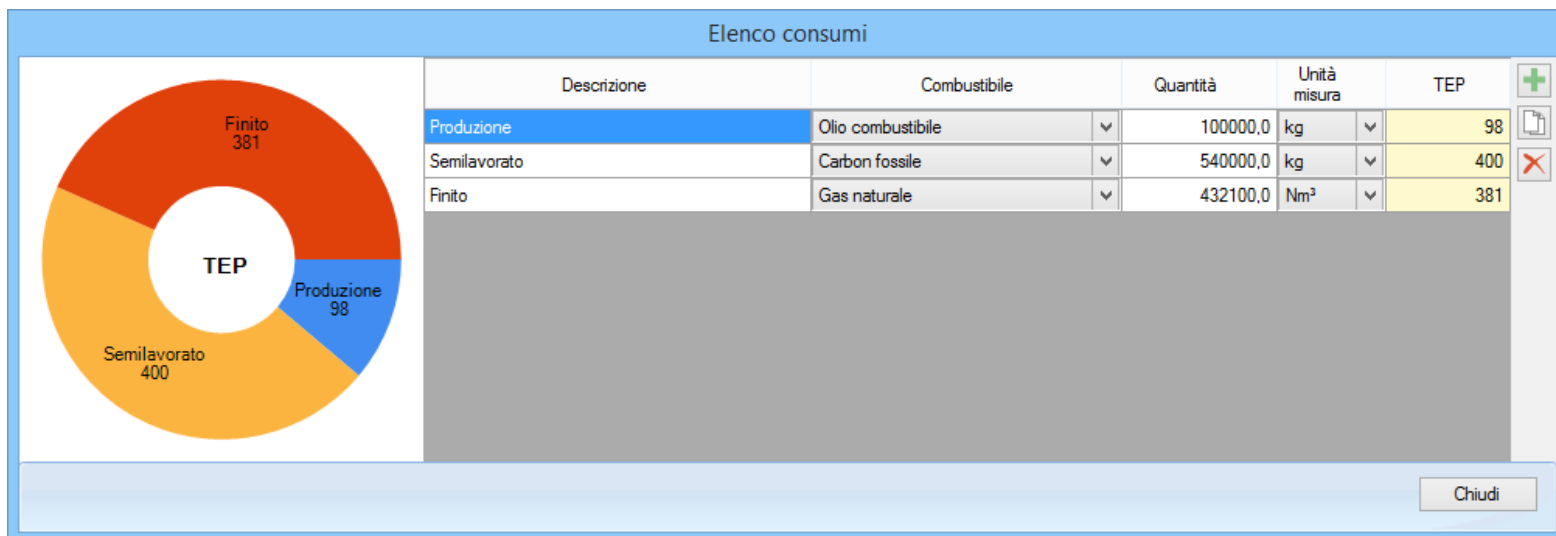 Elenco consumi
Finito
381
Produzione
98
Semilavorato
400
TEP
Descrizione Combustibile Quantità Unità misura TEP
Produzione Olio combustibile 100000,0 kg 98
Semilavorato Carbon fossile 540000,0 kg 400
Finito Gas naturale 432100,0 Nm³ 381
Chiudi